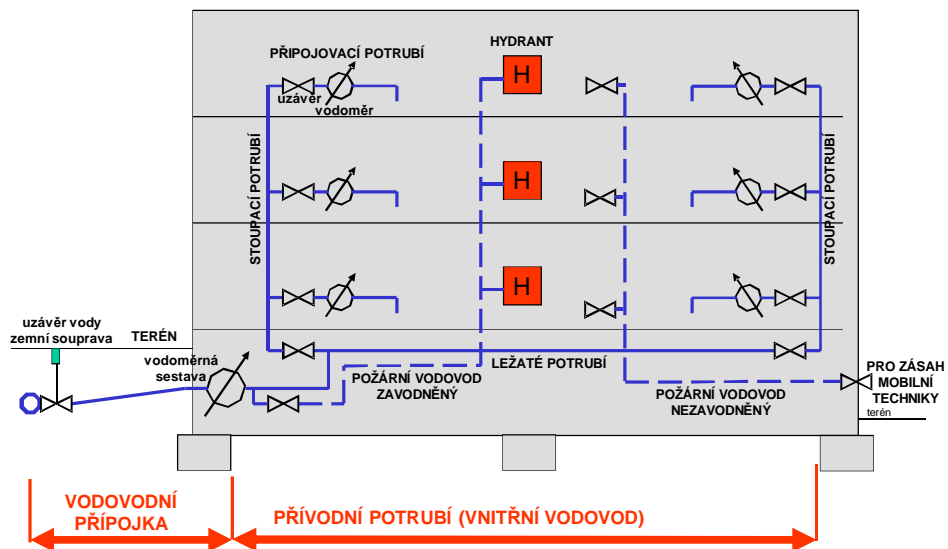 HYDRANT
PŘIPOJOVACÍ POTRUBÍ
H
uzávěr
vodoměr
STOUPACÍ POTRUBÍ
STOUPACÍ POTRUBÍ
H
H
uzávěr vody
zemní souprava
TERÉN
vodoměrná
sestava
LEŽATÉ POTRUBÍ
POŽÁRNÍ VODOVOD
ZAVODNĚNÝ
POŽÁRNÍ VODOVOD
NEZAVODNĚNÝ
PRO ZÁSAH
MOBILNÍ
TECHNIKY
terén
VODOVODNÍ
PŘÍPOJKA
PŘÍVODNÍ POTRUBÍ (VNITŘNÍ VODOVOD)